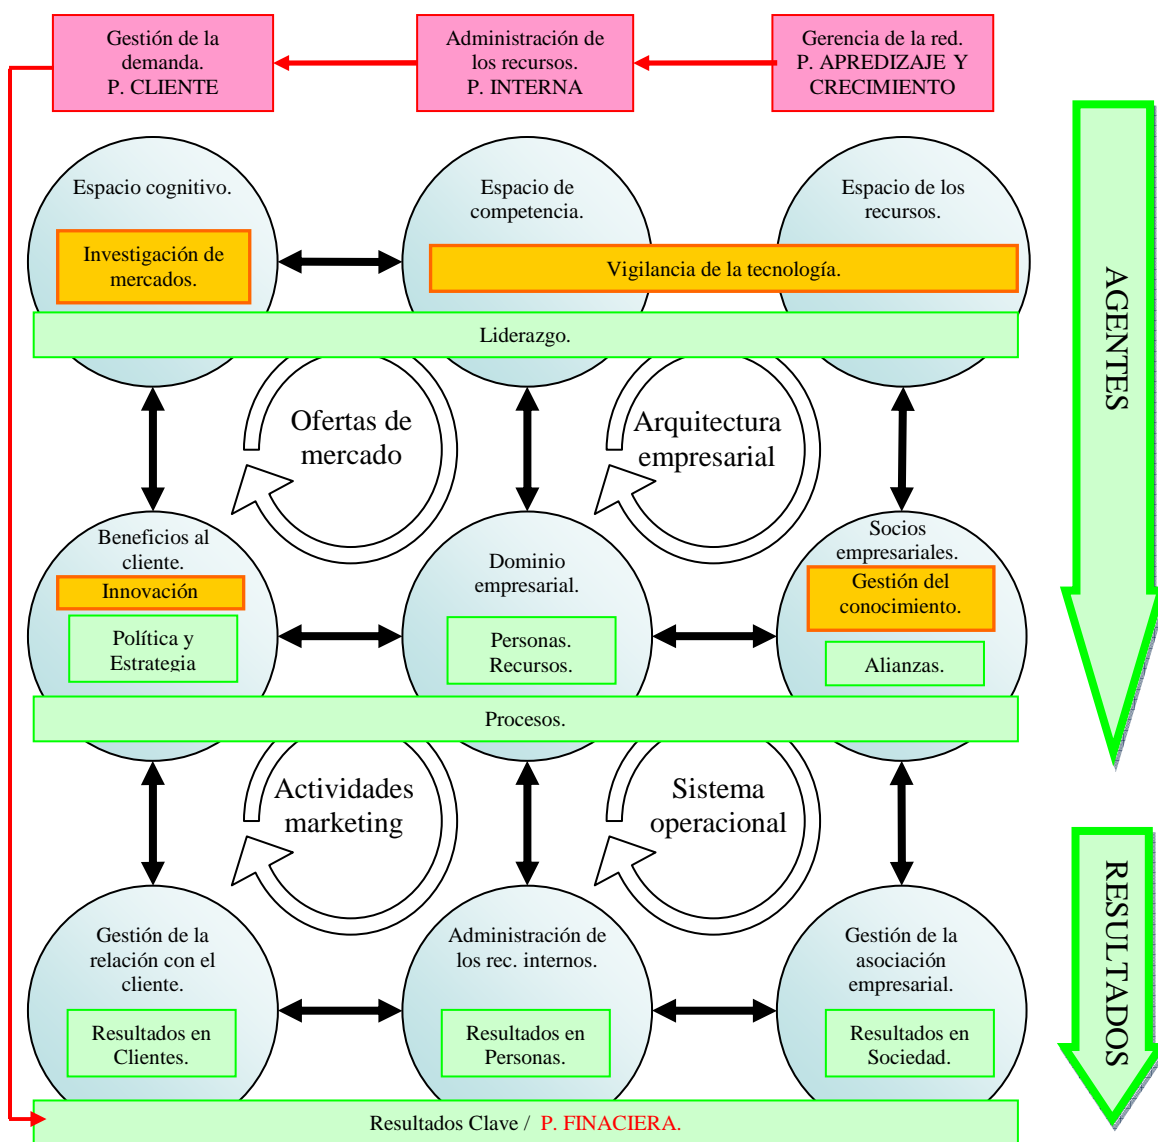 Gestión de la
demanda.
P. CLIENTE
Administración de
los recursos.
P. INTERNA
Gerencia de la red.
P. APREDIZAJE Y
CRECIMIENTO
Espacio cognitivo.
Investigación de
mercados.
Espacio de
competencia.
Espacio de los
recursos.
Vigilancia de la tecnología.
Liderazgo.
AGENTES
Ofertas de
mercado
Arquitectura
empresarial
Beneficios al
cliente.
Innovación
Política y
Estrategia
Dominio
empresarial.
Personas.
Recursos.
Socios
empresariales.
Gestión del
conocimiento.
Alianzas.
Procesos.
Actividades
marketing
Sistema
operacional
RESULTADOS
Gestión de la
relación con el
cliente.
Resultados en
Clientes.
Administración de
los rec. internos.
Resultados en
Personas.
Gestión de la
asociación
empresarial.
Resultados en
Sociedad.
Resultados Clave / P. FINACIERA.